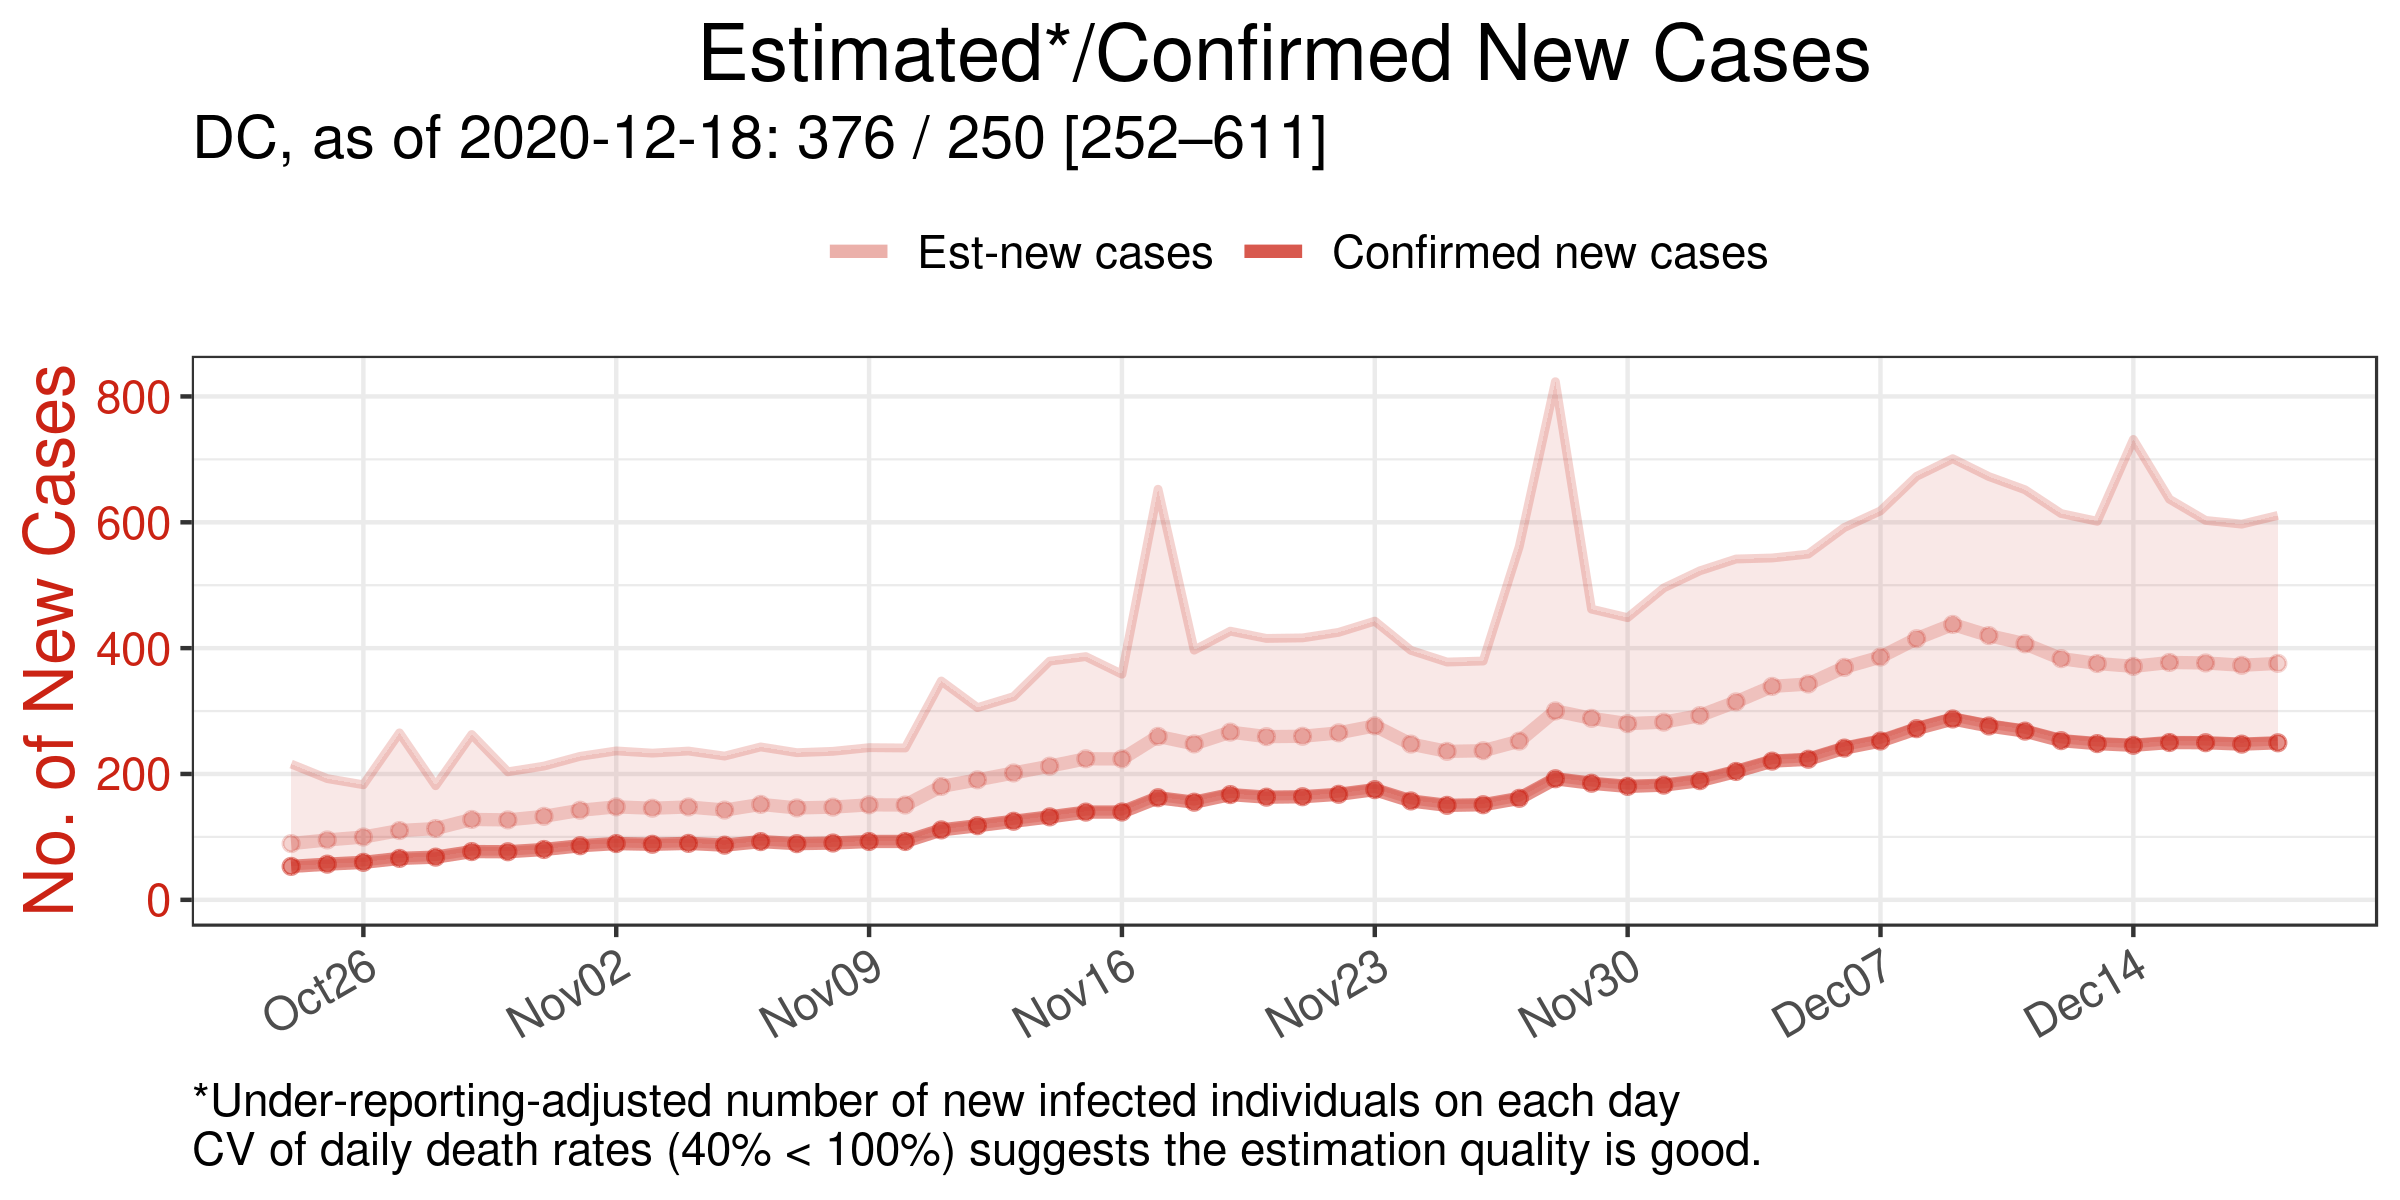 Estimated*/Confirmed New Cases
DC, as of 2020-12-18: 376 / 250 [252–611]
Est-new cases
Confirmed new cases
No. of New Cases
800
600
400
200
0
Oct26
Nov02
Nov09
Nov16
Nov23
Nov30
Dec07
Dec14
*Under-reporting-adjusted number of new infected individuals on each day
CV of daily death rates (40% < 100%) suggests the estimation quality is good.